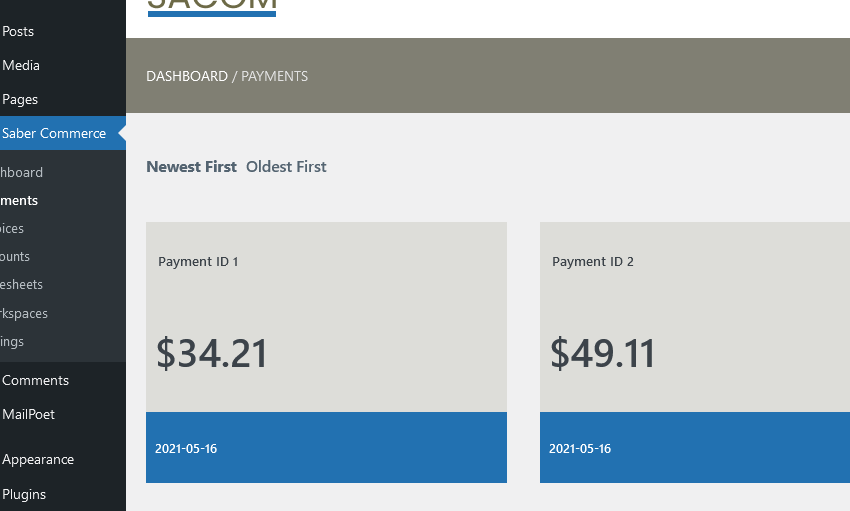 SACOM
Posts
Media
Pages
Saber Commerce
hboard
ments
ices
ounts
esheets
rkspaces
ings
Comments
MailPoet
Appearance
Plugins
DASHBOARD / PAYMENTS
Newest First Oldest First
Payment ID 1
$34.21
2021-05-16
Payment ID 2
$49.11
2021-05-16